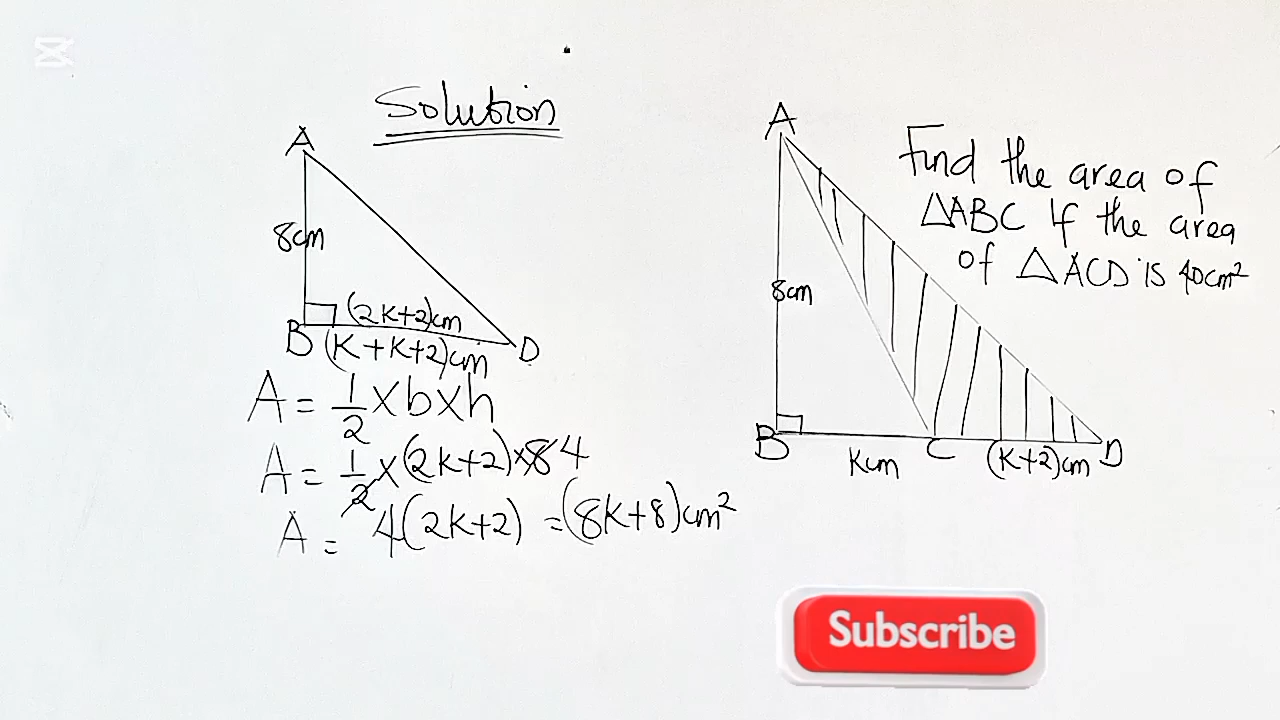 Solution
A
8cm
B
(2K+2)cm
(K+K+2)cm
D
A = 1/2 × b × h
A = 1/2 × (2K+2) × 8 4
A = 4(2K+2) = (8K+8)cm²
A
8cm
B
Kcm
C
(K+2)cm
D
Find the area of
△ABC If the area
of △ACD is 40cm²
Subscribe